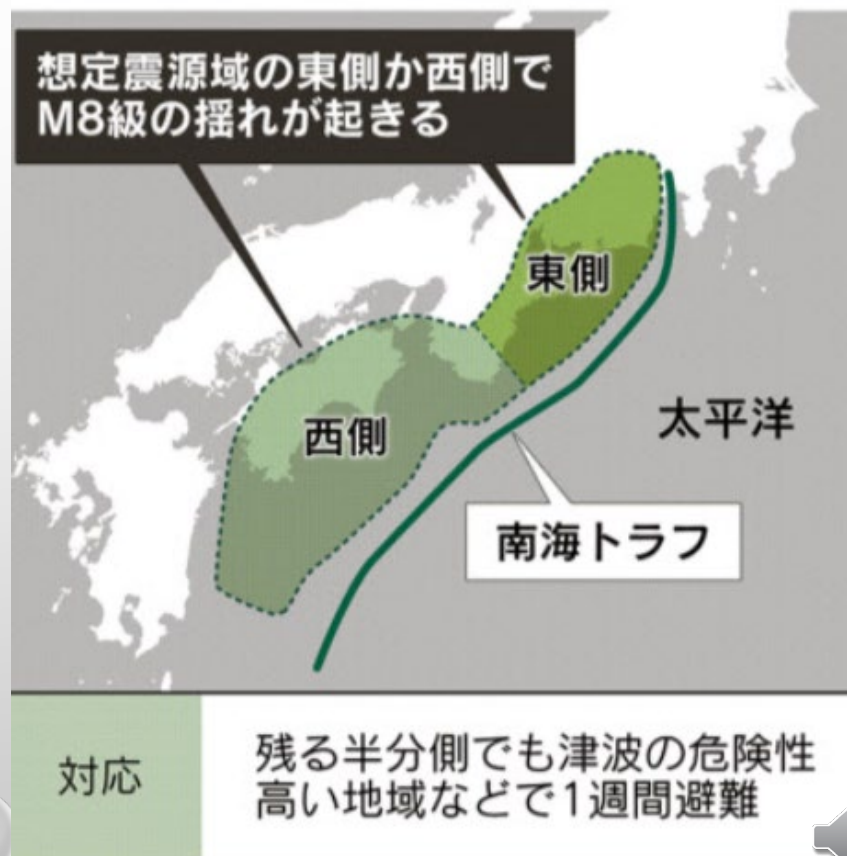 想定震源域の東側か西側で
M8級の揺れが起きる
東側
西側
太平洋
南海トラフ
対応
残る半分側でも津波の危険性
高い地域などで1週間避難